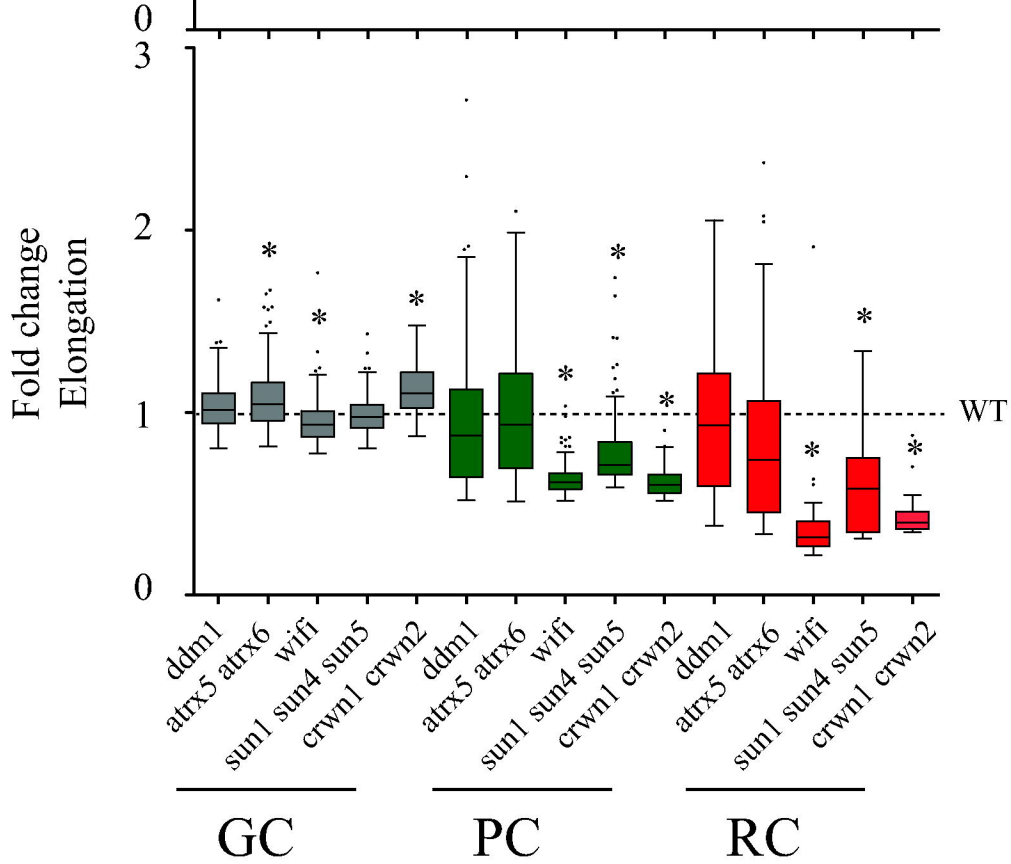 0
3
2
1
0
Fold change
Elongation
*
*
*
*
*
*
*
*
*
WT
ddm1
atrx5 atrx6
wifi
sun1 sun4 sun5
crwn1 crwn2
ddm1
atrx5 atrx6
wifi
sun1 sun4 sun5
crwn1 crwn2
ddm1
atrx5 atrx6
wifi
sun1 sun4 sun5
crwn1 crwn2
GC
PC
RC